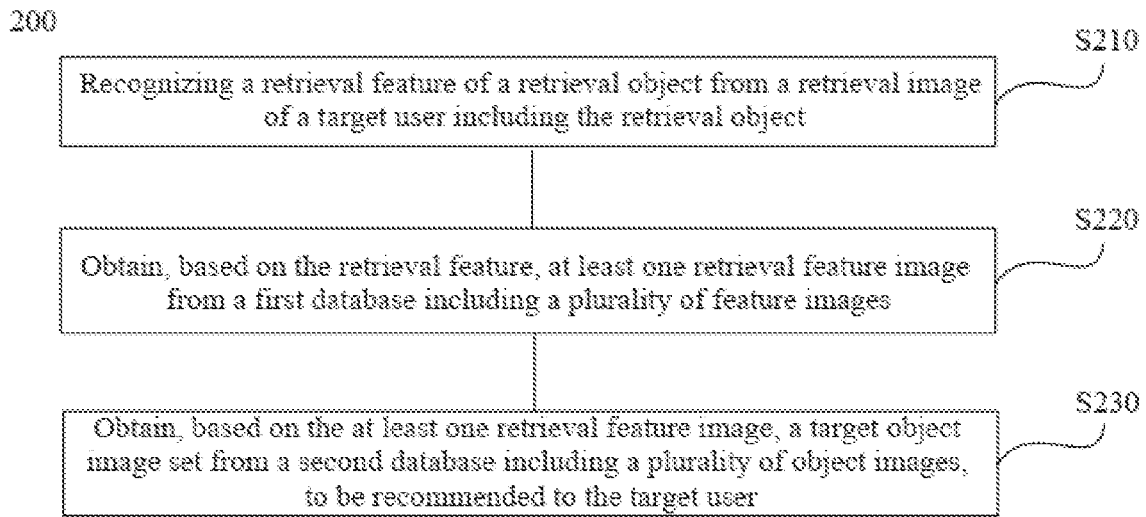 200
S210
Recognizing a retrieval feature of a retrieval object from a retrieval image
of a target user including the retrieval object
S220
Obtain, based on the retrieval feature, at least one retrieval feature image
from a first database including a plurality of feature images
S230
Obtain, based on the at least one retrieval feature image, a target object
image set from a second database including a plurality of object images,
to be recommended to the target user